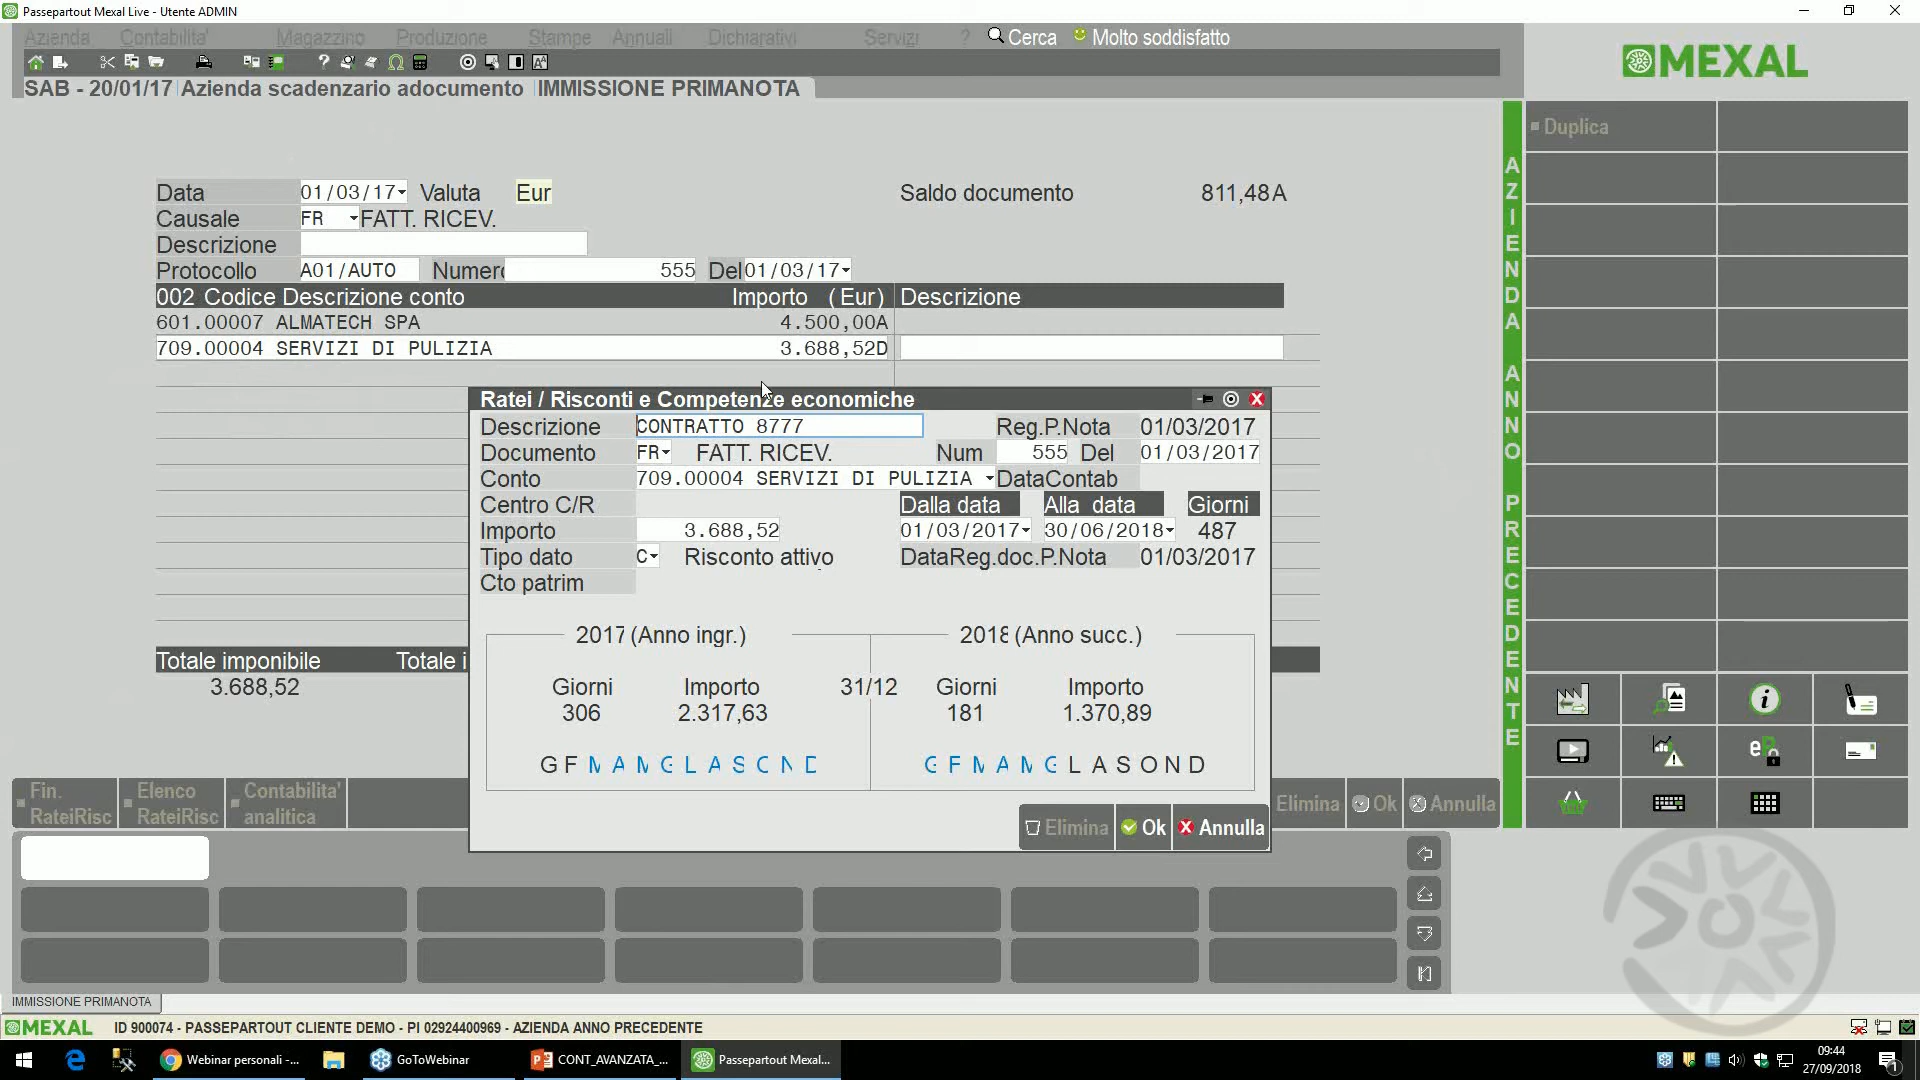 Passepartout Mexal Live - Utente ADMIN
Azienda Contabilita' Magazzino Produzione Stampe Annuali Dichiarativi Servizi ? Cerca Molto soddisfatto
MEXAL
SAB - 20/01/17 Azienda scadenzario adocumento IMMISSIONE PRIMANOTA
Duplica
AZIENDA ANNO PRECEDENTE
Data 01/03/17 Valuta Eur Saldo documento 811,48A
Causale FR FATT. RICEV.
Descrizione
Protocollo A01/AUTO Numero 555 Del 01/03/17
002 Codice Descrizione conto Importo (Eur) Descrizione
601.00007 ALMATECH SPA 4.500,00A
709.00004 SERVIZI DI PULIZIA 3.688,52D
Ratei / Risconti e Competenze economiche
Descrizione CONTRATTO 8777 Reg.P.Nota 01/03/2017
Documento FR FATT. RICEV. Num 555 Del 01/03/2017
Conto 709.00004 SERVIZI DI PULIZIA DataContab
Centro C/R Dalla data Alla data Giorni
Importo 3.688,52 01/03/2017 30/06/2018 487
Tipo dato C Risconto attivo DataReg.doc.P.Nota 01/03/2017
Cto patrim
2017 (Anno ingr.) 2018 (Anno succ.)
Giorni Importo 31/12 Giorni Importo
306 2.317,63 181 1.370,89
G F M A M G L A S O N D G F M A M G L A S O N D
Elimina Ok Annulla
Totale imponibile Totale i
3.688,52
Fin. RateiRisc
Elenco RateiRisc
Contabilita' analitica
Elimina Ok Annulla
IMMISSIONE PRIMANOTA
MEXAL ID 900074 - PASSEPARTOUT CLIENTE DEMO - PI 02924400969 - AZIENDA ANNO PRECEDENTE
Webinar personali -... GoToWebinar CONT_AVANZATA_... Passepartout Mexal...
09:44
27/09/2018
1